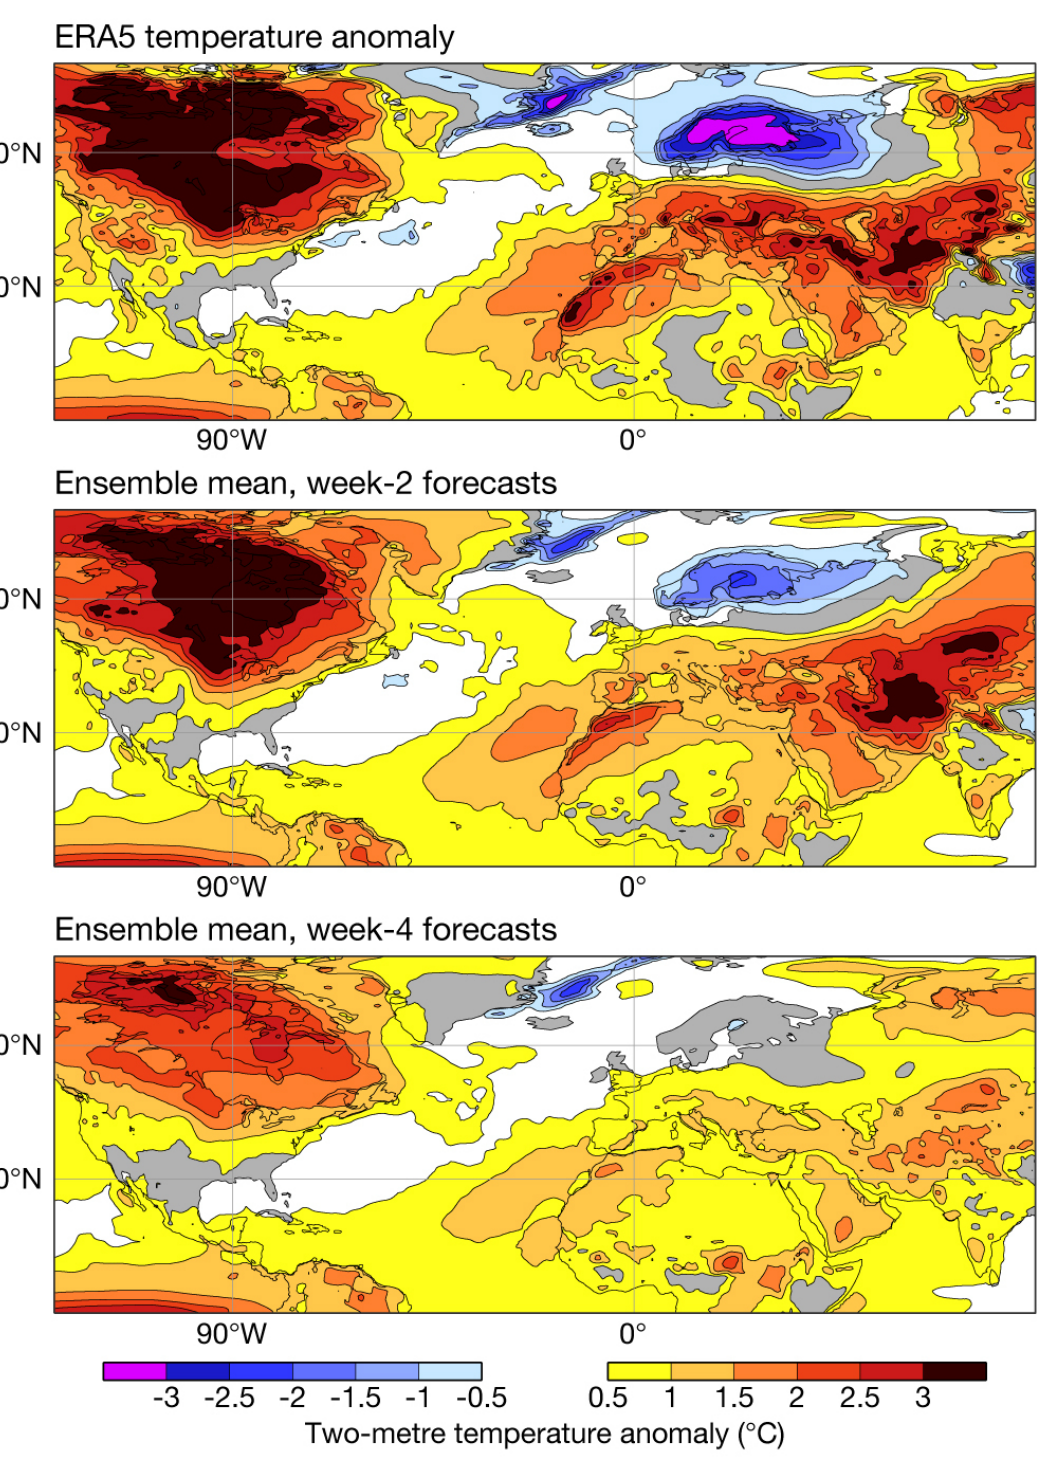 ERA5 temperature anomaly
0°N
0°N
90°W 0°
Ensemble mean, week-2 forecasts
0°N
0°N
90°W 0°
Ensemble mean, week-4 forecasts
0°N
0°N
90°W 0°
-3 -2.5 -2 -1.5 -1 -0.5 0.5 1 1.5 2 2.5 3
Two-metre temperature anomaly (°C)